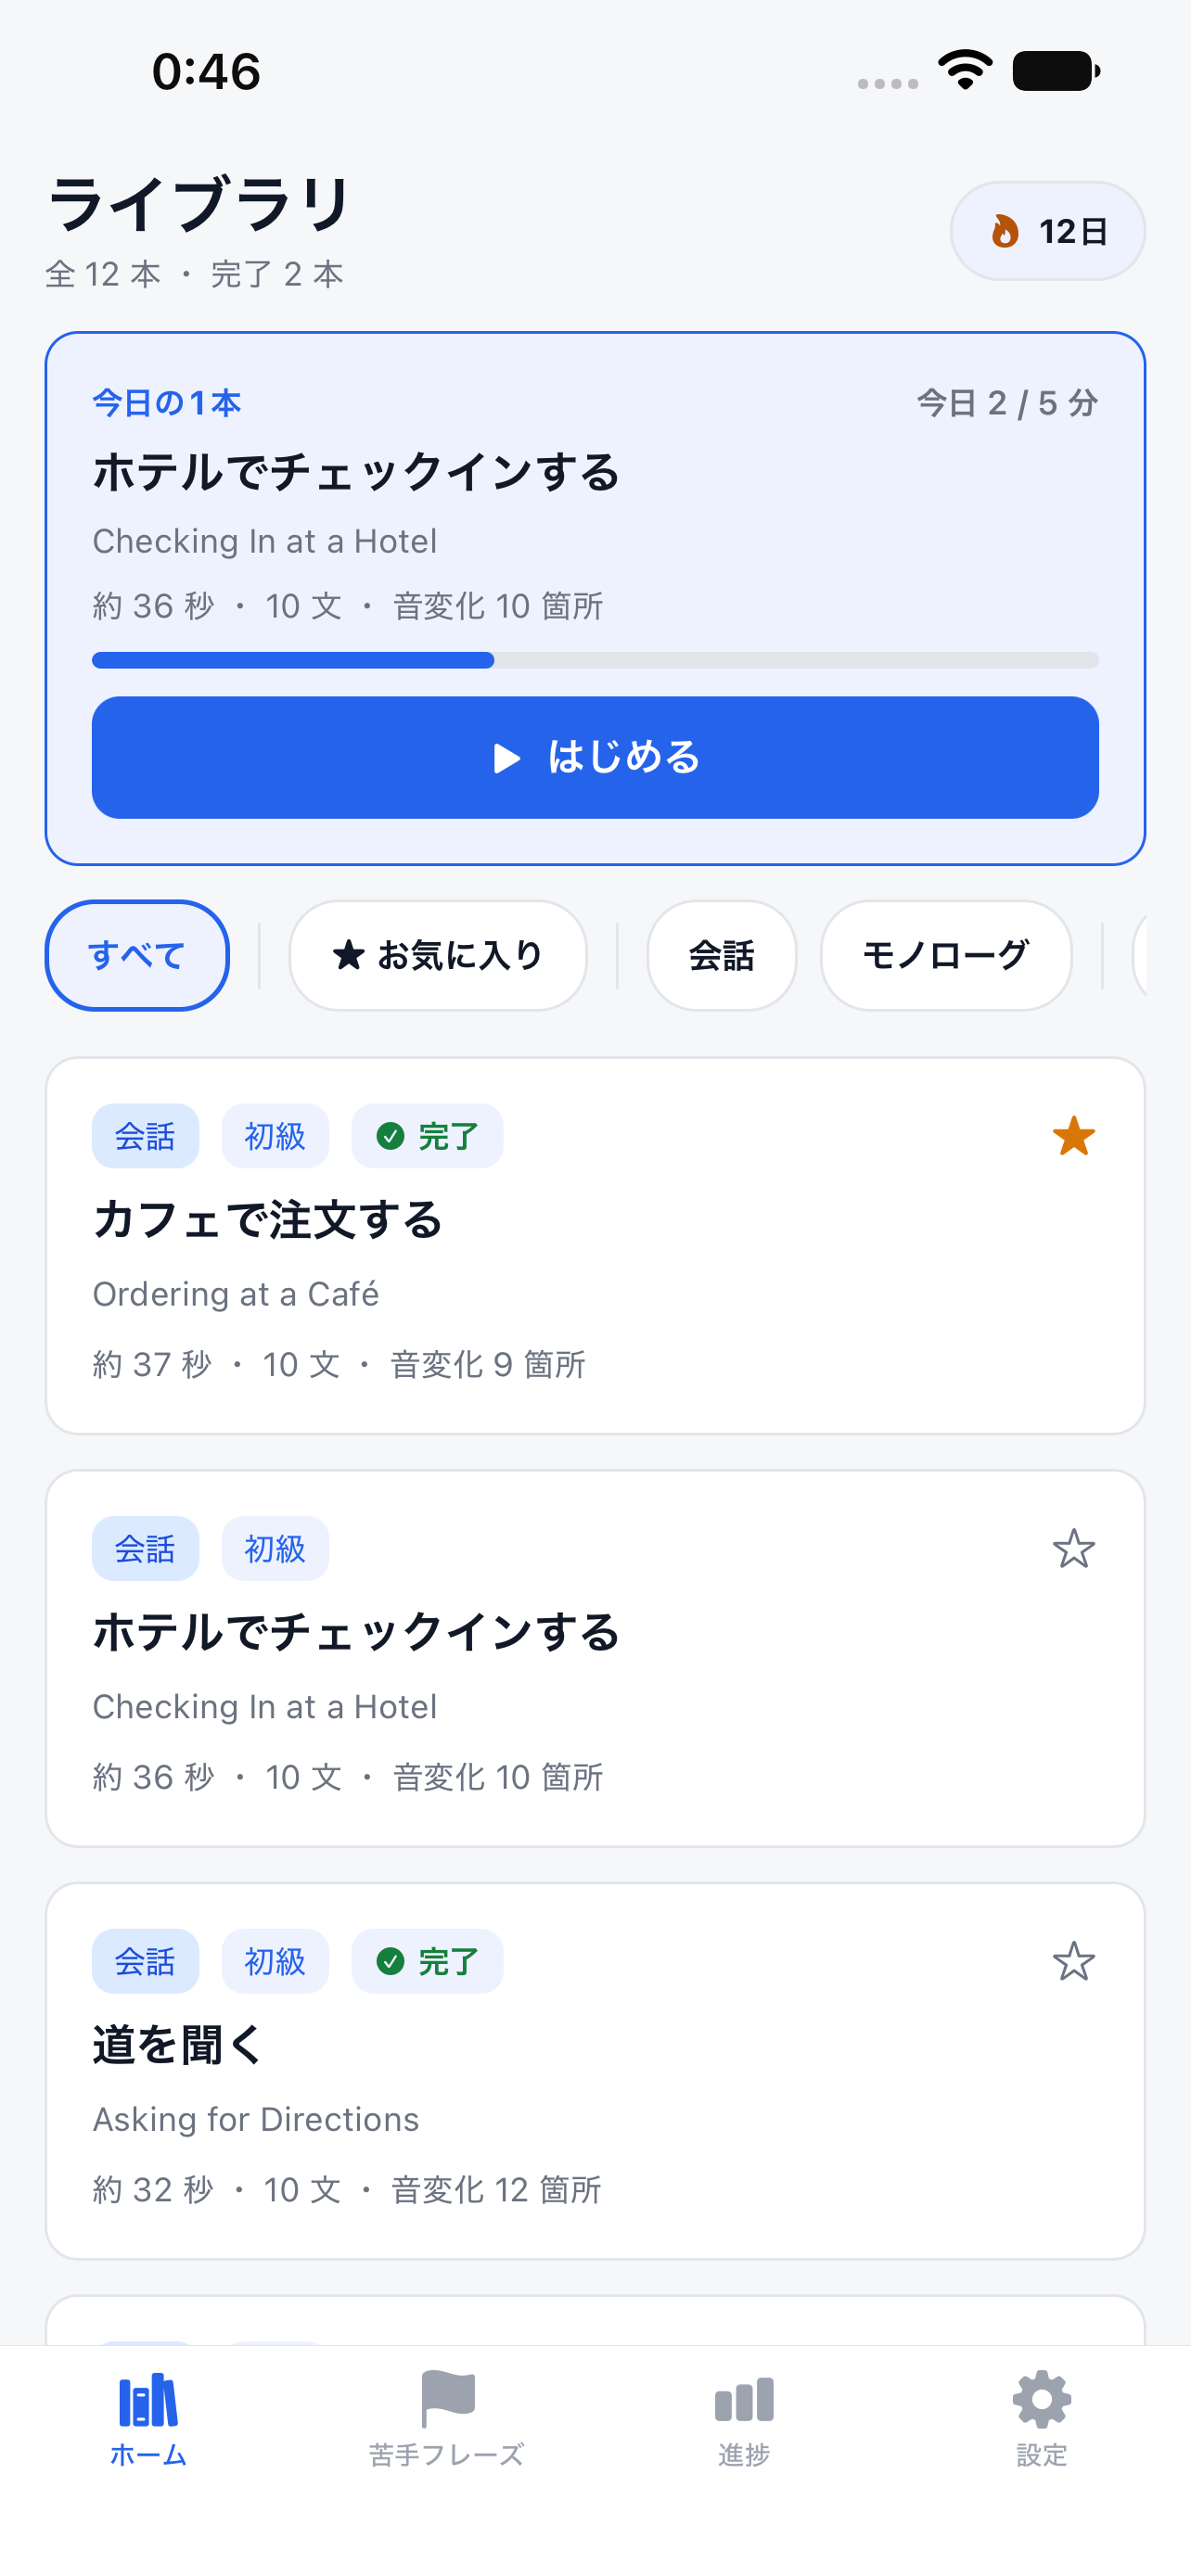 0:46
ライブラリ
全 12 本 ・ 完了 2 本
12日
今日の1本
今日 2 / 5 分
ホテルでチェックインする
Checking In at a Hotel
約 36 秒 ・ 10 文 ・ 音変化 10 箇所
はじめる
すべて
★ お気に入り
会話
モノローグ
会話 初級 完了
カフェで注文する
Ordering at a Café
約 37 秒 ・ 10 文 ・ 音変化 9 箇所
会話 初級
ホテルでチェックインする
Checking In at a Hotel
約 36 秒 ・ 10 文 ・ 音変化 10 箇所
会話 初級 完了
道を聞く
Asking for Directions
約 32 秒 ・ 10 文 ・ 音変化 12 箇所
ホーム
苦手フレーズ
進捗
設定